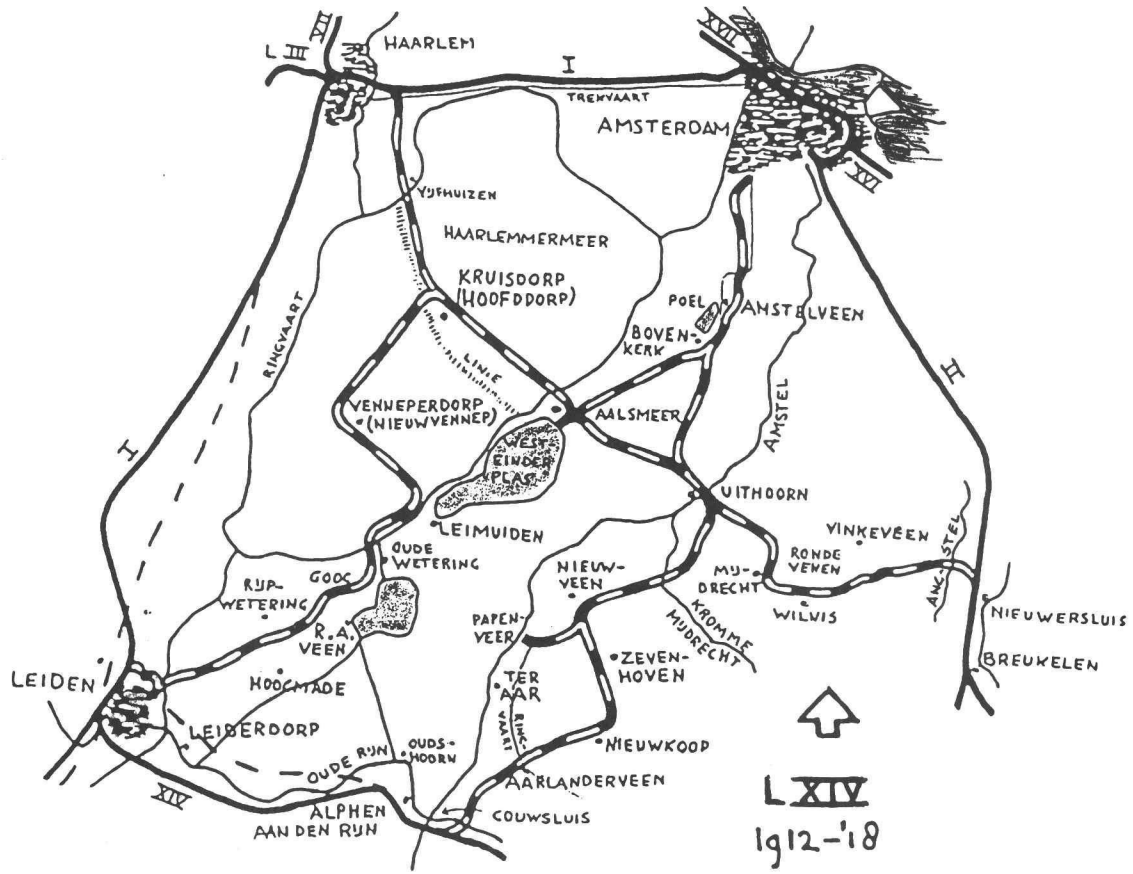 XVII
XII
L III
HAARLEM
I
TREKVAART
AMSTERDAM
XVI
VIJFHUIZEN
HAARLEMMERMEER
KRUISDORP
(HOOFDDORP)
POEL
AMSTELVEEN
BOVEN-
KERK
RINGVAART
LINIE
II
VENNEPERDORP
(NIEUWVENNEP)
AALSMEER
AMSTEL
WEST-
EINDER
PLAS
I
UITHOORN
LEIMUIDEN
VINKEVEEN
ANGSTEL
OUDE
WETERING
NIEUW-
VEEN
RONDE
VENEN
GOOG
MIJ-
DRECHT
RIJP-
WETERING
WILNIS
NIEUWERSLUIS
PAPEN-
VEER
KROMME
MIJDRECHT
R.A.
VEEN
ZEVEN-
HOVEN
BREUKELEN
LEIDEN
HOOGMADE
TER
AAR
RING-
VAART
LEIDERDORP
NIEUWKOOP
OUDE RIJN
OUDS-
HOORN
AARLANDERVEEN
XIV
ALPHEN
AAN DEN RIJN
GOUWSLUIS
L XIV
1912-'18